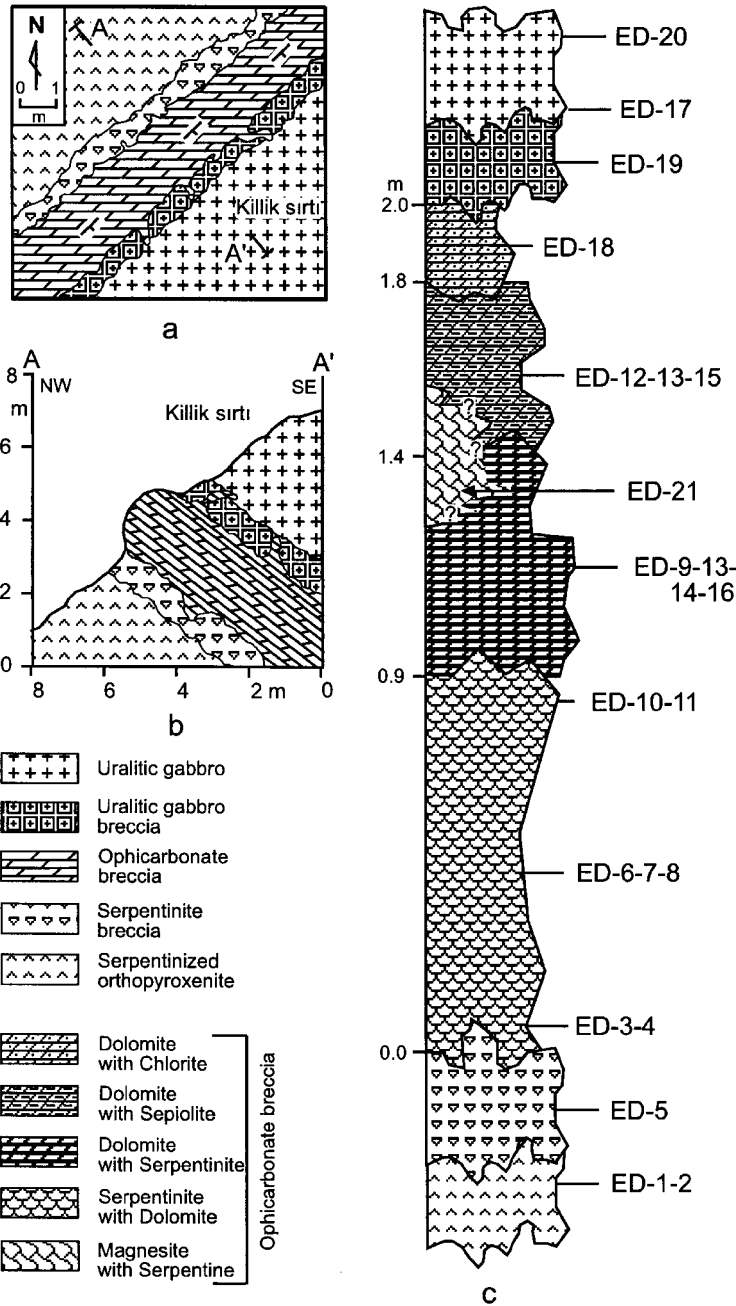 N
A
0 1
m
Killik sırtı
A'
a
A
A'
8
NW
SE
m
Killik sırtı
6
4
2
0
8 6 4 2 m 0
b
Uralitic gabbro
Uralitic gabbro
breccia
Ophicarbonate
breccia
Serpentinite
breccia
Serpentinized
orthopyroxenite
Dolomite
with Chlorite
Dolomite
with Sepiolite
Dolomite
with Serpentinite
Serpentinite
with Dolomite
Magnesite
with Serpentine
Ophicarbonate breccia
ED-20
ED-17
ED-19
m
2.0
ED-18
1.8
ED-12-13-15
?
?
1.4
ED-21
?
ED-9-13-
14-16
0.9
ED-10-11
ED-6-7-8
ED-3-4
0.0
ED-5
ED-1-2
c